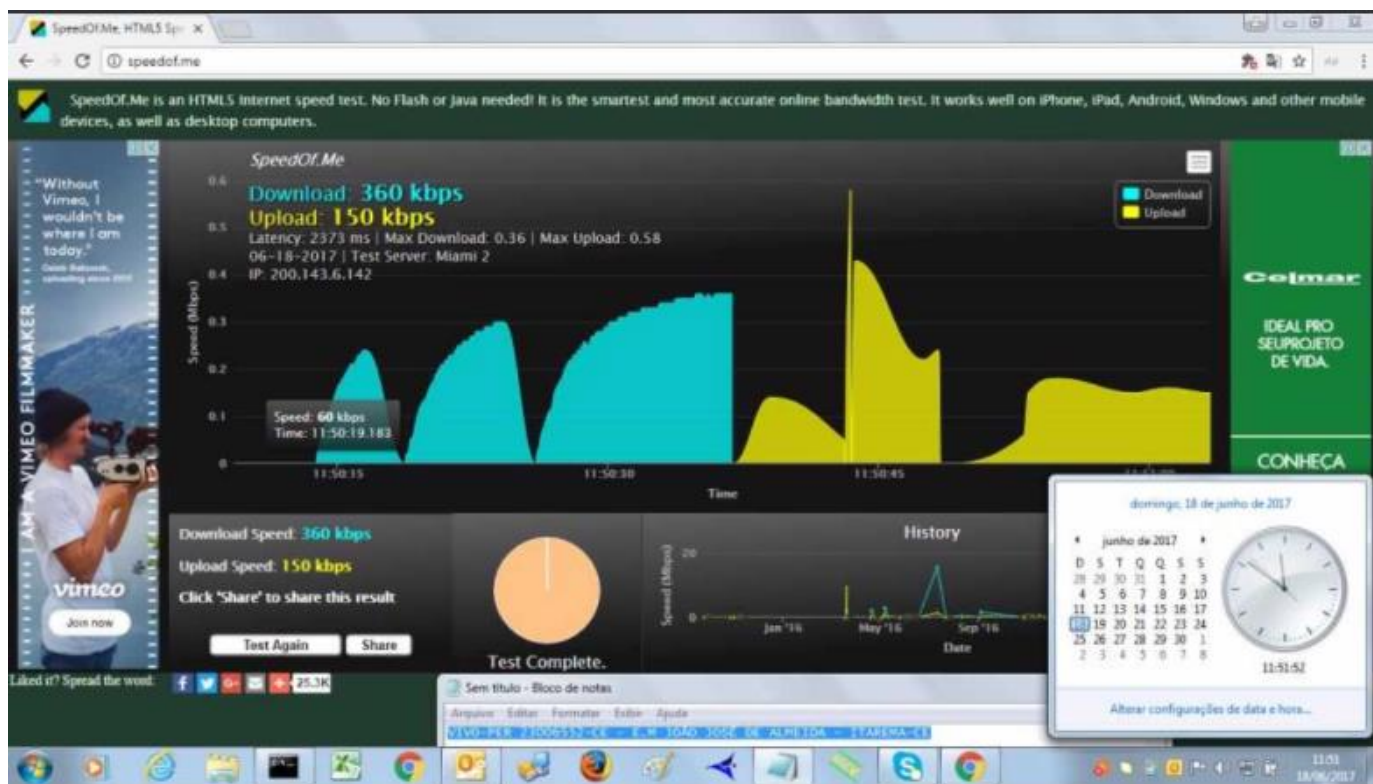 SpeedOf.Me, HTML5 Spe
speedof.me
SpeedOf.Me is an HTML5 Internet speed test. No Flash or Java needed! It is the smartest and most accurate online bandwidth test. It works well on iPhone, iPad, Android, Windows and other mobile
devices, as well as desktop computers.
"Without
Vimeo, I
wouldn't be
where I am
today."
I AM A VIMEO FILMMAKER
vimeo
Join now
SpeedOf.Me
Download: 360 kbps
Upload: 150 kbps
Latency: 2373 ms | Max Download: 0.36 | Max Upload: 0.58
06-18-2017 | Test Server: Miami 2
IP: 200.143.6.142
Download
Upload
Speed (Mbps)
0.6
0.5
0.4
0.3
0.2
0.1
0
Speed: 60 kbps
Time: 11:50:19.183
11:50:15
11:50:30
11:50:45
Time
Colmar
IDEAL PRO
SEUPROJETO
DE VIDA.
CONHEÇA
Download Speed: 360 kbps
Upload Speed: 150 kbps
Click 'Share' to share this result
Test Again
Share
Test Complete.
History
Speed (Mbps)
20
0
Jan '16
May '16
Sep '16
Date
Liked it? Spread the word:
25.3K
Sem título - Bloco de notas
Arquivo Editar Formatar Exibir Ajuda
VIVO-PER 23006552-CE - E.M JOÃO JOSÉ DE ALMEIDA - ITAREMA-CE
domingo, 18 de junho de 2017
junho de 2017
D S T Q Q S S
28 29 30 31 1 2 3
4 5 6 7 8 9 10
11 12 13 14 15 16 17
18 19 20 21 22 23 24
25 26 27 28 29 30 1
2 3 4 5 6 7 8
11:51:52
Alterar configurações de data e hora...
11:51
18/06/2017